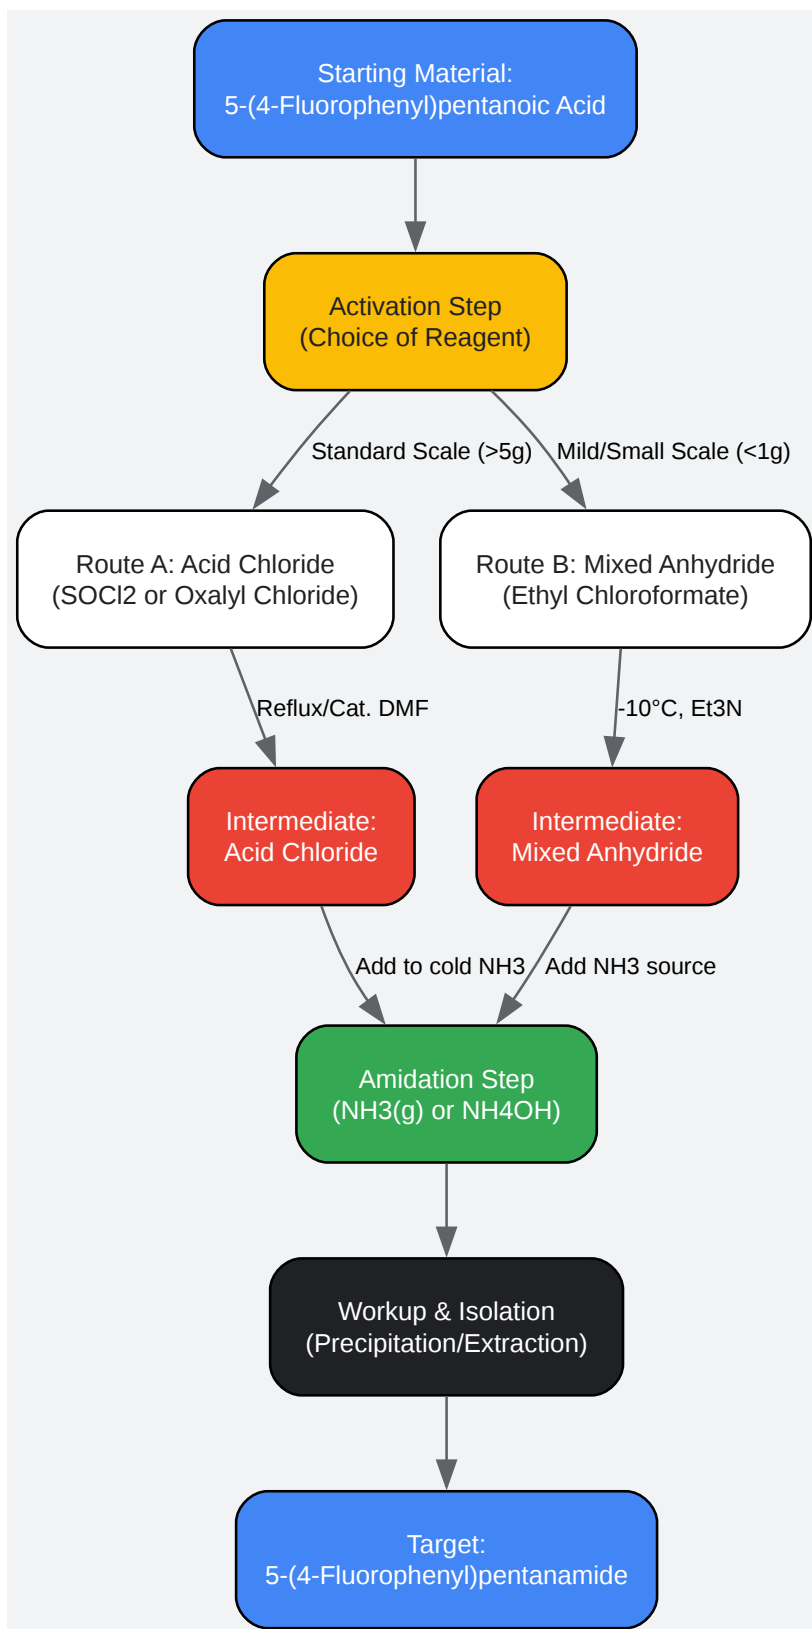 Starting Material:
5-(4-Fluorophenyl)pentanoic Acid
Activation Step
(Choice of Reagent)
Standard Scale (>5g)
Mild/Small Scale (<1g)
Route A: Acid Chloride
(SOCl2 or Oxalyl Chloride)
Route B: Mixed Anhydride
(Ethyl Chloroformate)
Reflux/Cat. DMF
-10°C, Et3N
Intermediate:
Acid Chloride
Intermediate:
Mixed Anhydride
Add to cold NH3
Add NH3 source
Amidation Step
(NH3(g) or NH4OH)
Workup & Isolation
(Precipitation/Extraction)
Target:
5-(4-Fluorophenyl)pentanamide